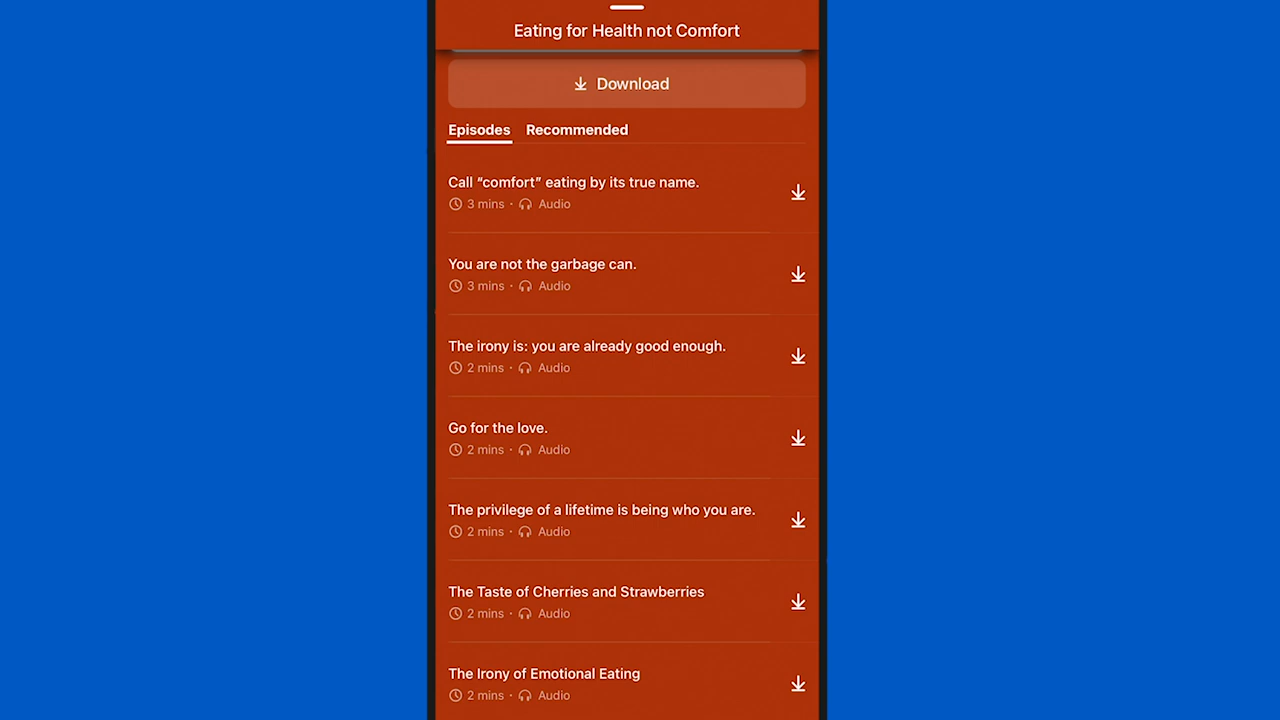 Eating for Health not Comfort
Download
Episodes Recommended
Call “comfort” eating by its true name.
3 mins · Audio
You are not the garbage can.
3 mins · Audio
The irony is: you are already good enough.
2 mins · Audio
Go for the love.
2 mins · Audio
The privilege of a lifetime is being who you are.
2 mins · Audio
The Taste of Cherries and Strawberries
2 mins · Audio
The Irony of Emotional Eating
2 mins · Audio